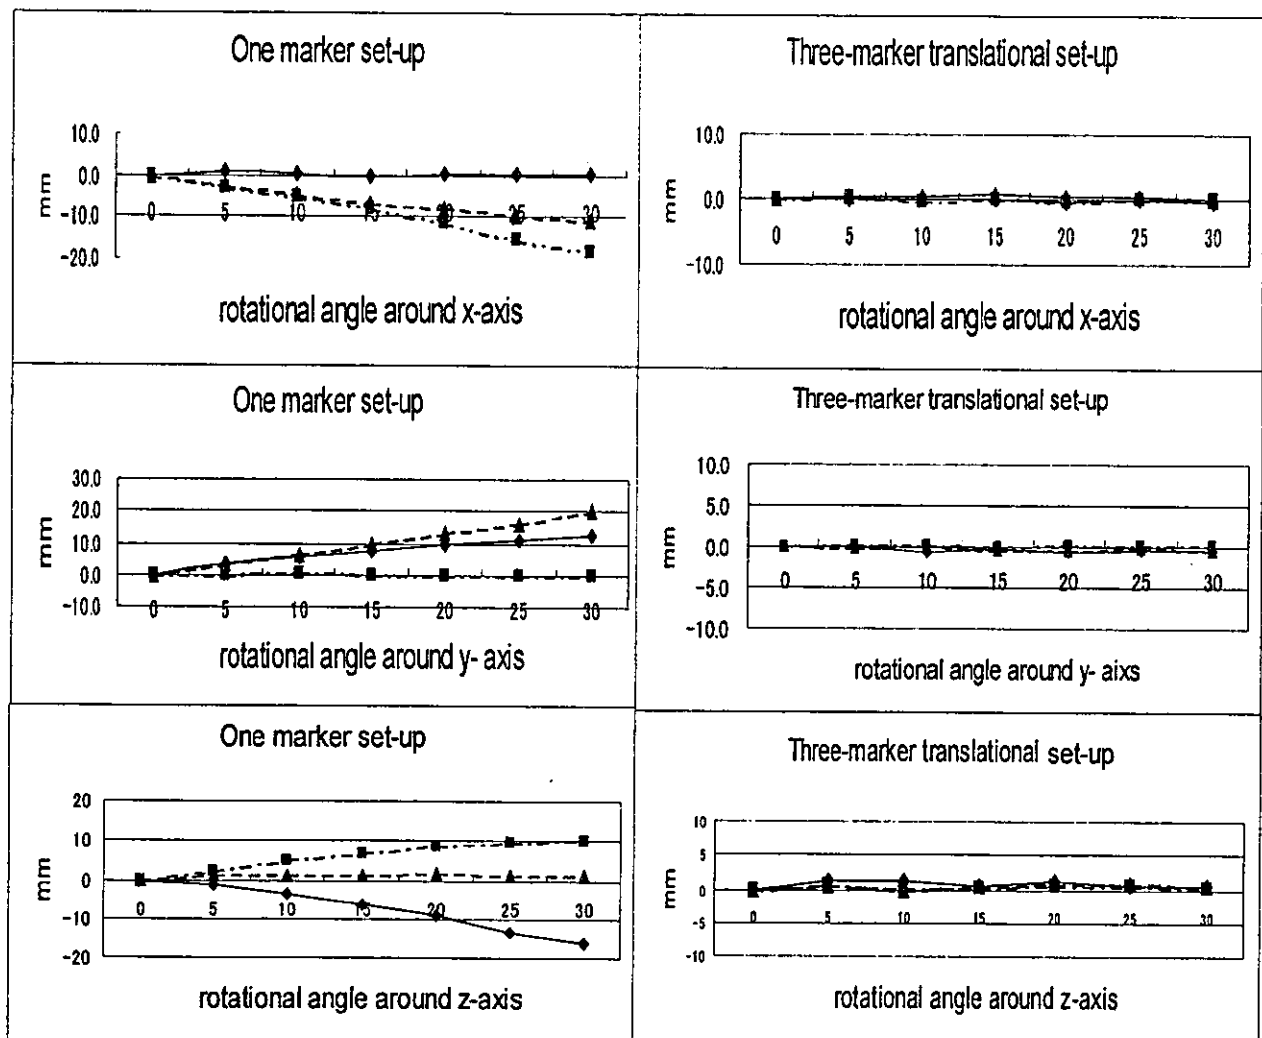 One marker set-up
10.0
0.0
-10.0
-20.0
mm
0 5 10 15 20 25 30
rotational angle around x-axis
Three-marker translational set-up
10.0
0.0
-10.0
mm
0 5 10 15 20 25 30
rotational angle around x-axis
One marker set-up
30.0
20.0
10.0
0.0
-10.0
mm
0 5 10 15 20 25 30
rotational angle around y- axis
Three-marker translational set-up
10.0
5.0
0.0
-5.0
-10.0
mm
0 5 10 15 20 25 30
rotational angle around y- aixs
One marker set-up
20
10
0
-10
-20
mm
0 5 10 15 20 25 30
rotational angle around z-axis
Three-marker translational set-up
10
5
0
-5
-10
mm
0 5 10 15 20 25 30
rotational angle around z-axis